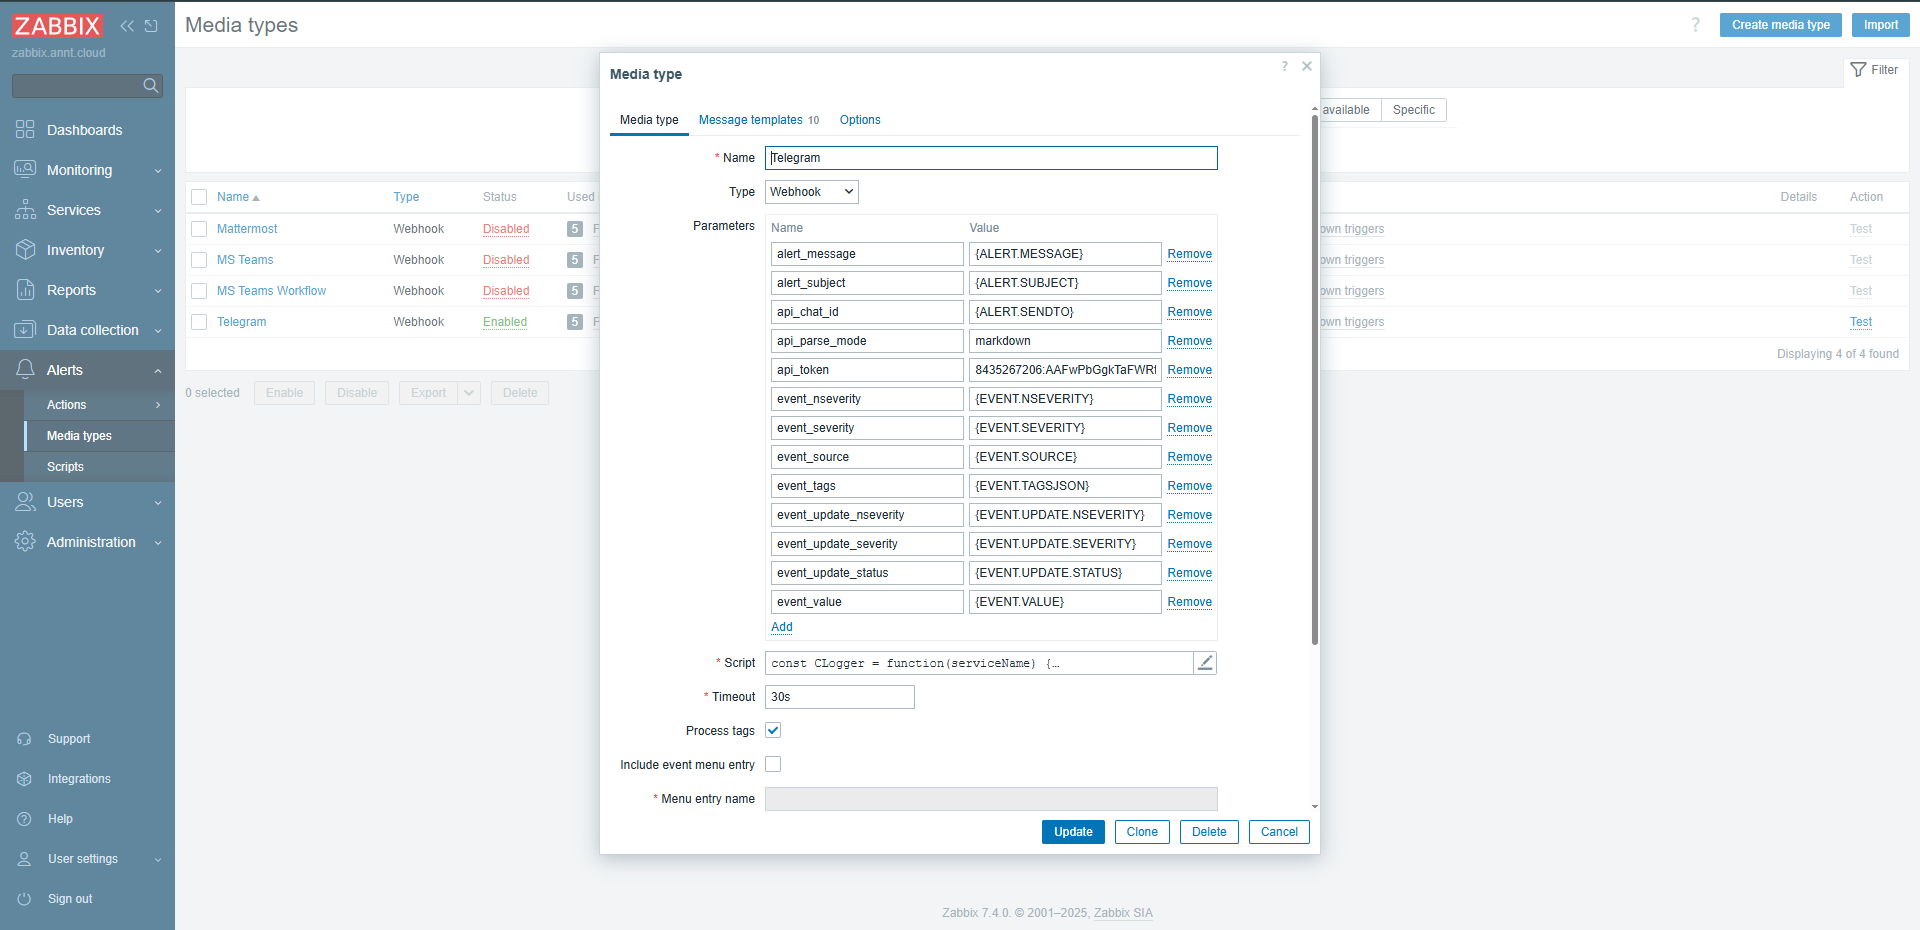 ZABBIX
zabbix.annt.cloud
Dashboards
Monitoring
Services
Inventory
Reports
Data collection
Alerts
Actions
Media types
Scripts
Users
Administration
Support
Integrations
Help
User settings
Sign out
Media types
? Create media type Import
Filter
available Specific
Name Type Status Used
Details Action
Mattermost Webhook Disabled 5 F own triggers Test
MS Teams Webhook Disabled 5 F own triggers Test
MS Teams Workflow Webhook Disabled 5 F own triggers Test
Telegram Webhook Enabled 5 F own triggers Test
Displaying 4 of 4 found
0 selected Enable Disable Export Delete
Media type ?
Media type Message templates 10 Options
* Name Telegram
Type Webhook
Parameters Name Value
alert_message {ALERT.MESSAGE} Remove
alert_subject {ALERT.SUBJECT} Remove
api_chat_id {ALERT.SENDTO} Remove
api_parse_mode markdown Remove
api_token 8435267206:AAFwPbGgkTaFWRf Remove
event_nseverity {EVENT.NSEVERITY} Remove
event_severity {EVENT.SEVERITY} Remove
event_source {EVENT.SOURCE} Remove
event_tags {EVENT.TAGSJSON} Remove
event_update_nseverity {EVENT.UPDATE.NSEVERITY} Remove
event_update_severity {EVENT.UPDATE.SEVERITY} Remove
event_update_status {EVENT.UPDATE.STATUS} Remove
event_value {EVENT.VALUE} Remove
Add
* Script const CLogger = function(serviceName) {…
* Timeout 30s
Process tags
Include event menu entry
* Menu entry name
Update Clone Delete Cancel
Zabbix 7.4.0. © 2001–2025, Zabbix SIA